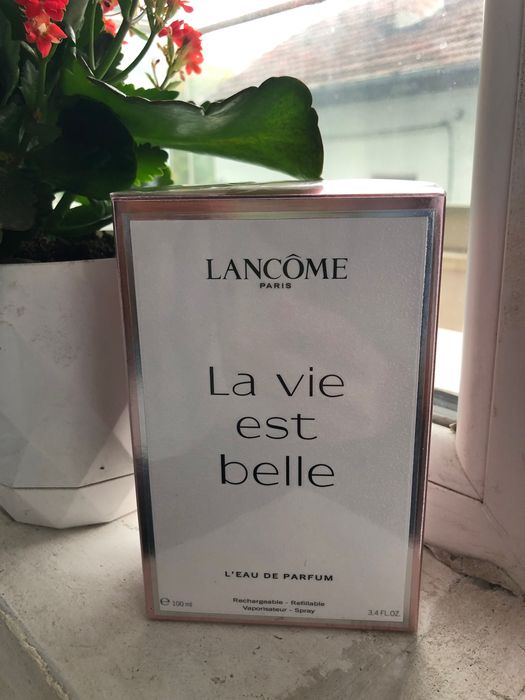 LANCÔME
PARIS
La vie
est
belle
L'EAU DE PARFUM
℮ 100 ml
Rechargeable - Refillable
Vaporisateur - Spray
3.4 FL.OZ.